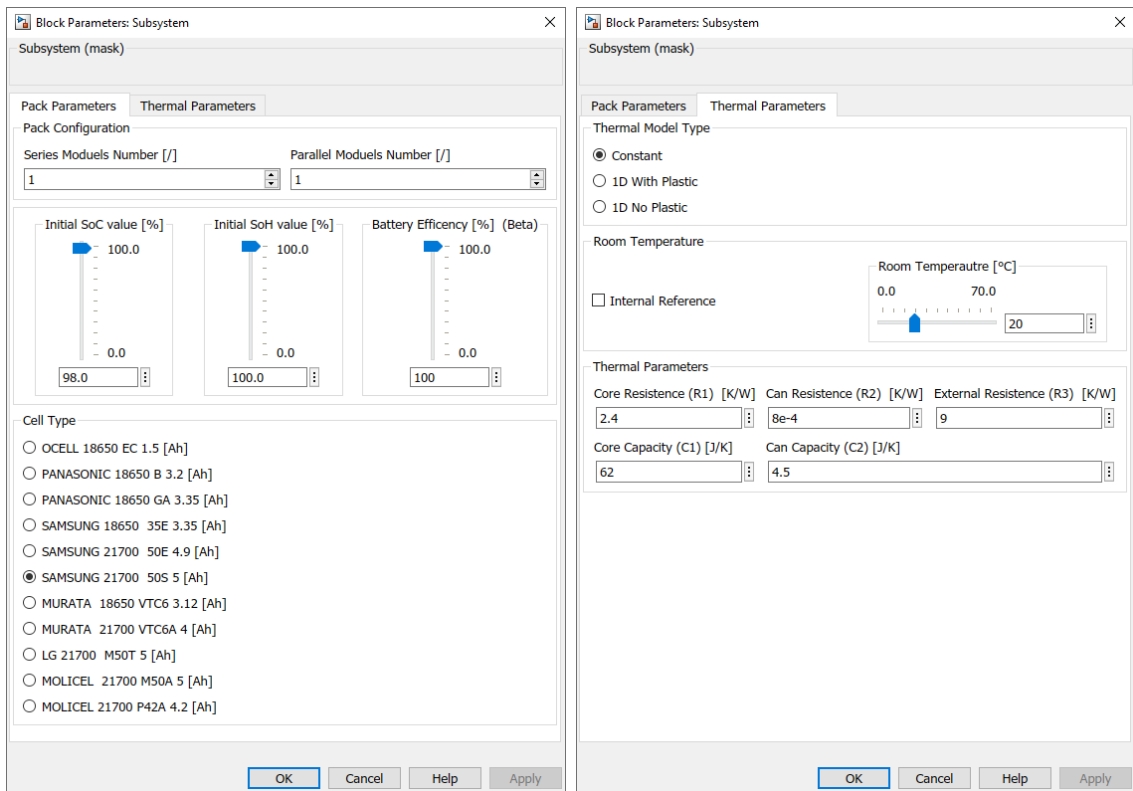 Block Parameters: Subsystem
Subsystem (mask)
Pack Parameters Thermal Parameters
Pack Configuration
Series Moduels Number [/] Parallel Moduels Number [/]
1 1
Initial SoC value [%] Initial SoH value [%] Battery Efficency [%] (Beta)
100.0 100.0 100.0
0.0 0.0 0.0
98.0 100.0 100
Cell Type
OCELL 18650 EC 1.5 [Ah]
PANASONIC 18650 B 3.2 [Ah]
PANASONIC 18650 GA 3.35 [Ah]
SAMSUNG 18650 35E 3.35 [Ah]
SAMSUNG 21700 50E 4.9 [Ah]
SAMSUNG 21700 50S 5 [Ah]
MURATA 18650 VTC6 3.12 [Ah]
MURATA 21700 VTC6A 4 [Ah]
LG 21700 M50T 5 [Ah]
MOLICEL 21700 M50A 5 [Ah]
MOLICEL 21700 P42A 4.2 [Ah]
OK Cancel Help Apply
Block Parameters: Subsystem
Subsystem (mask)
Pack Parameters Thermal Parameters
Thermal Model Type
Constant
1D With Plastic
1D No Plastic
Room Temperature
Room Temperautre [ºC]
0.0 70.0
Internal Reference
20
Thermal Parameters
Core Resistence (R1) [K/W] Can Resistence (R2) [K/W] External Resistence (R3) [K/W]
2.4 8e-4 9
Core Capacity (C1) [J/K] Can Capacity (C2) [J/K]
62 4.5
OK Cancel Help Apply